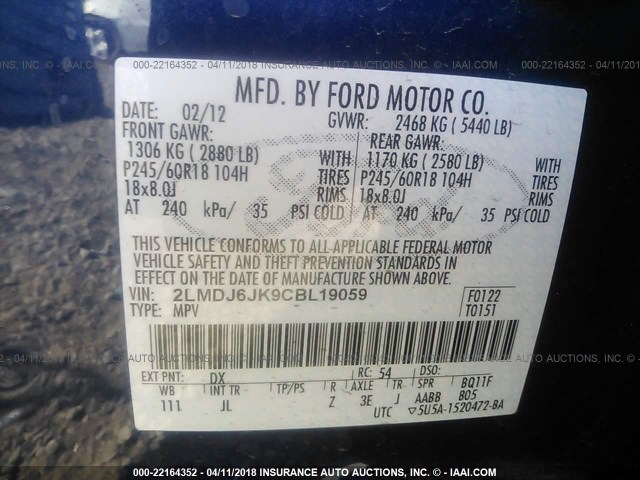 000-22164352 - 04/11/2018 INSURANCE AUTO AUCTIONS, INC. - © IAAI.COM
MFD. BY FORD MOTOR CO.
DATE: 02/12 GVWR: 2468 KG ( 5440 LB)
FRONT GAWR: REAR GAWR:
1306 KG ( 2880 LB) WITH 1170 KG ( 2580 LB) WITH
P245/60R18 104H TIRES P245/60R18 104H TIRES
18x8.0J RIMS 18x8.0J RIMS
AT 240 kPa/ 35 PSI COLD AT 240 kPa/ 35 PSI COLD
THIS VEHICLE CONFORMS TO ALL APPLICABLE FEDERAL MOTOR
VEHICLE SAFETY AND THEFT PREVENTION STANDARDS IN
EFFECT ON THE DATE OF MANUFACTURE SHOWN ABOVE.
VIN: 2LMDJ6JK9CBL19059 F0122
TYPE: MPV T0151
EXT PNT: DX RC: 54 DSO:
WB INT TR TP/PS R AXLE TR SPR BQ11F
111 JL Z 3E J AABB 805
UTC ▽5U5A-1520472-BA
Ford
000-22164352 - 04/11/2018 INSURANCE AUTO AUCTIONS, INC. - © IAAI.COM